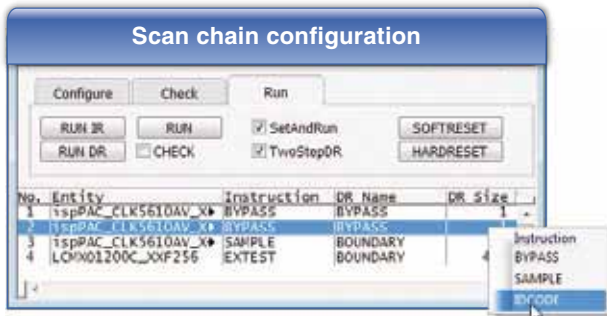 Scan chain configuration
Configure Check Run
RUN IR RUN SetAndRun SOFTRESET
RUN DR CHECK TwoStepDR HARDRESET
No. Entity Instruction DR Name DR Size
1 ispPAC_CLK5610AV_X BYPASS BYPASS 1
2 ispPAC_CLK5610AV_X BYPASS BYPASS
3 ispPAC_CLK5610AV_X SAMPLE BOUNDARY
4 LCMXO1200C_XXF256 EXTEST BOUNDARY 4
Instruction
BYPASS
SAMPLE
IDCODE